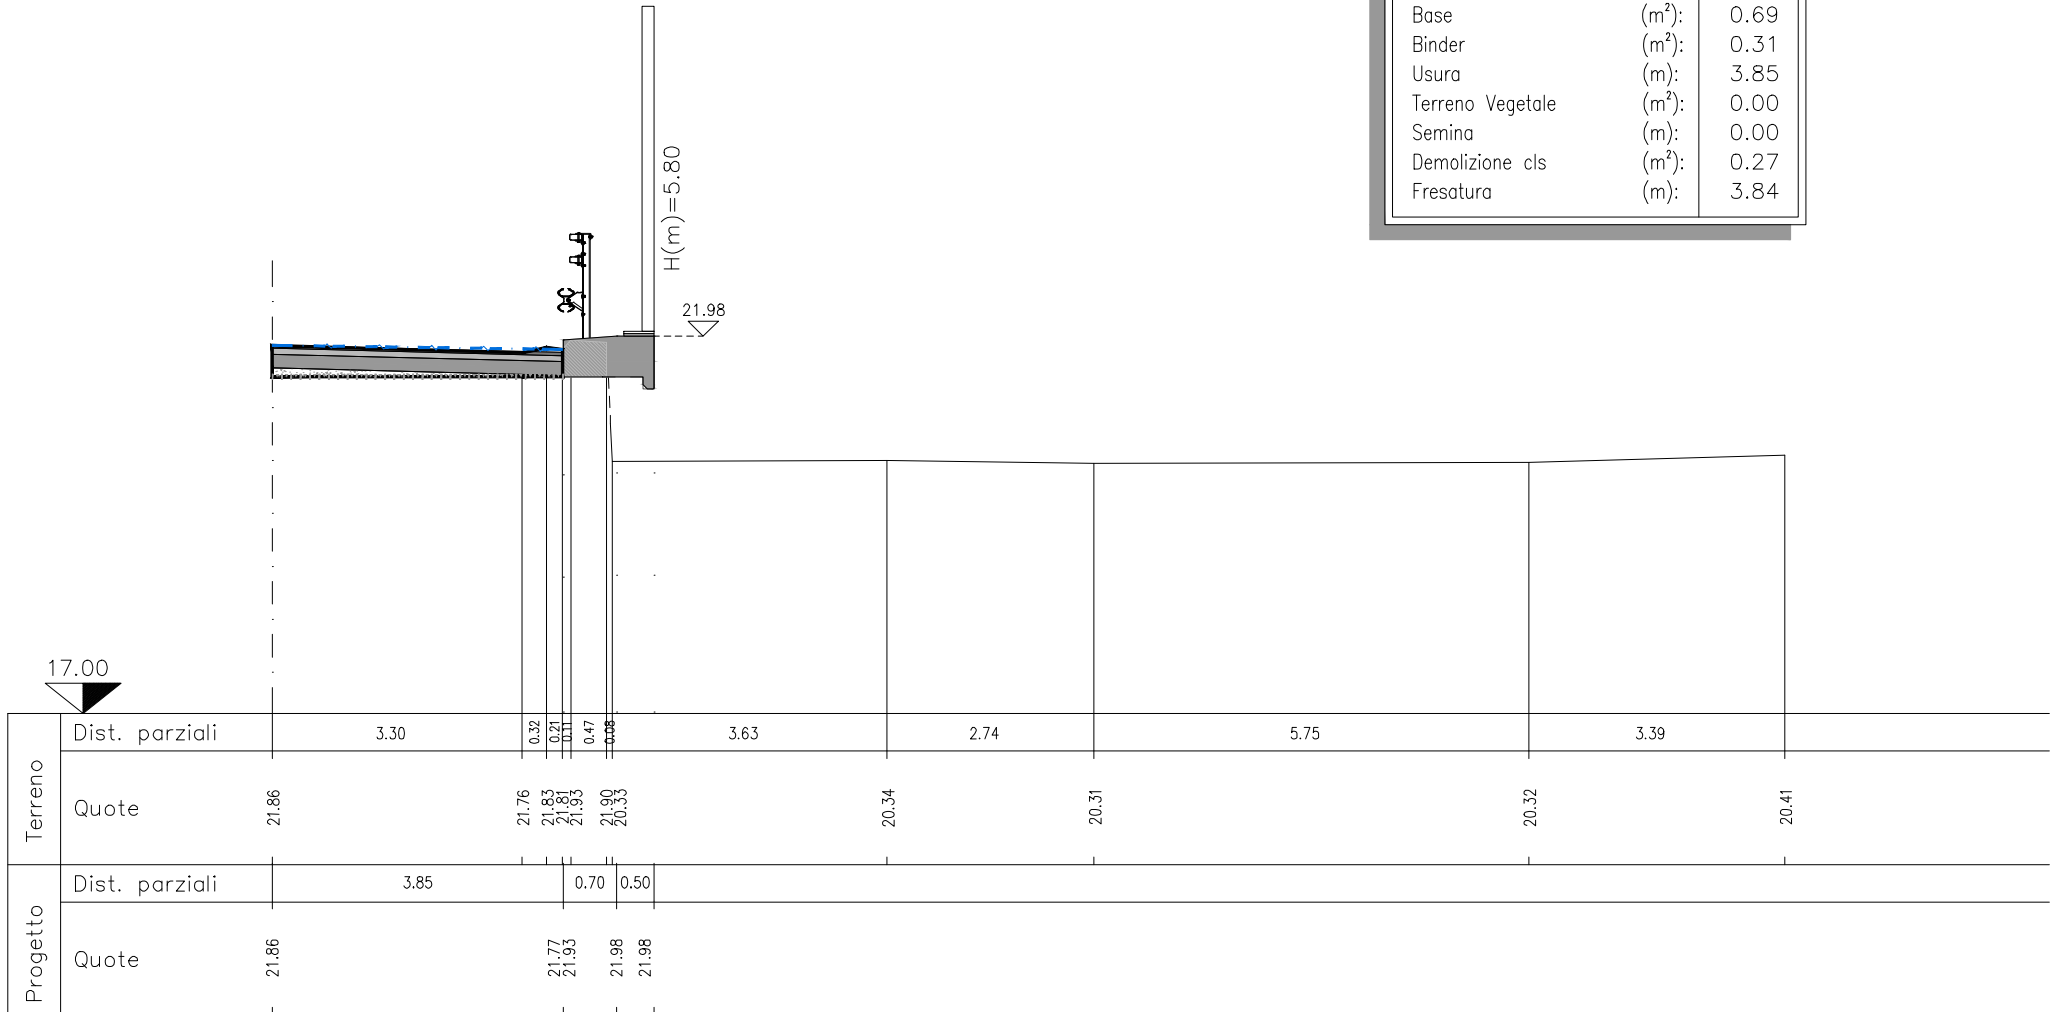 Base (m²): 0.69
Binder (m²): 0.31
Usura (m): 3.85
Terreno Vegetale (m²): 0.00
Semina (m): 0.00
Demolizione cls (m²): 0.27
Fresatura (m): 3.84
H(m)=5.80
21.98
17.00
Terreno
Dist. parziali 3.30 0.32 0.21 0.11 0.47 0.08 3.63 2.74 5.75 3.39
Quote 21.86 21.76 21.83 21.81 21.93 21.90 20.33 20.34 20.31 20.32 20.41
Progetto
Dist. parziali 3.85 0.70 0.50
Quote 21.86 21.77 21.93 21.98 21.98